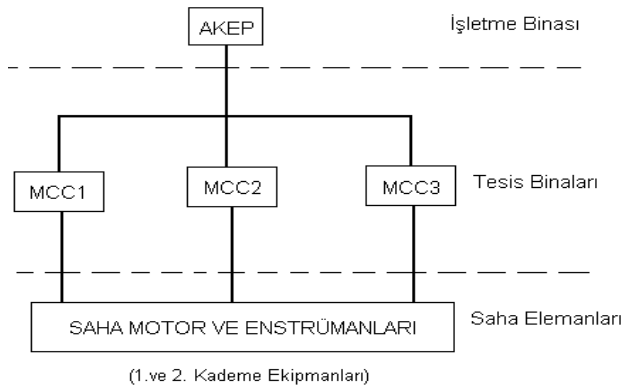 AKEP
İşletme Binası
MCC1
MCC2
MCC3
Tesis Binaları
SAHA MOTOR VE ENSTRÜMANLARI
Saha Elemanları
(1.ve 2. Kademe Ekipmanları)